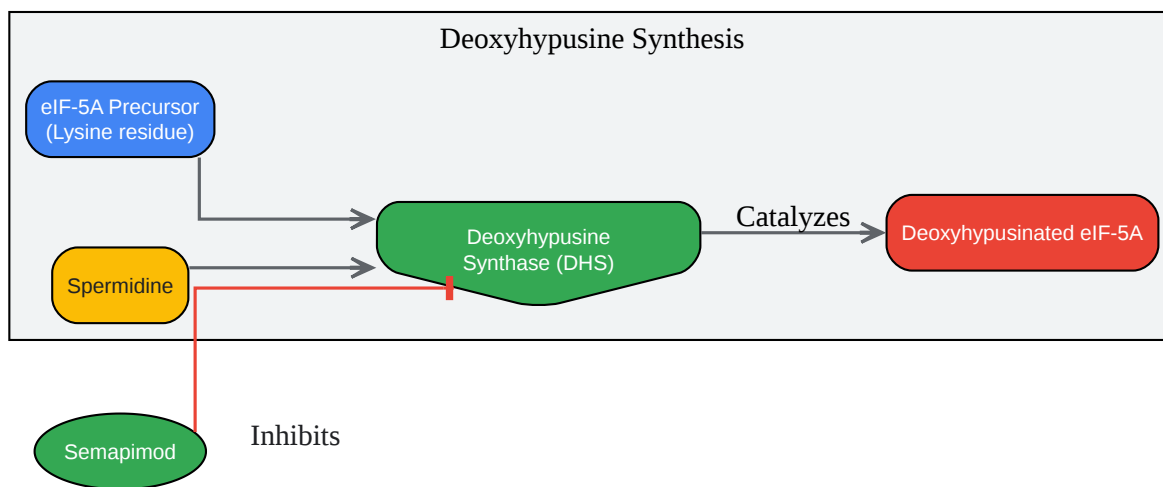 Deoxyhypusine Synthesis
eIF-5A Precursor
(Lysine residue)
Deoxyhypusine
Synthase (DHS)
Catalyzes
Deoxyhypusinated eIF-5A
Spermidine
Semapimod
Inhibits